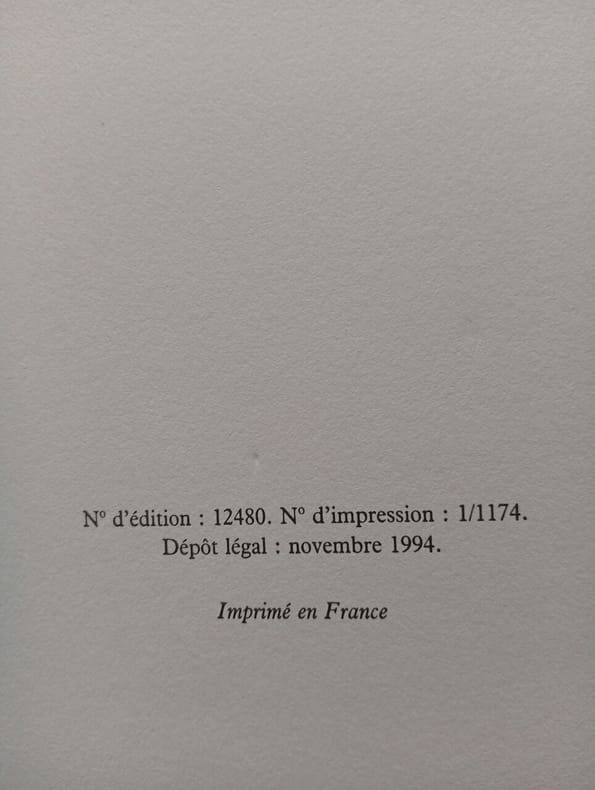 Nº d'édition : 12480. Nº d'impression : 1/1174.
Dépôt légal : novembre 1994.
Imprimé en France